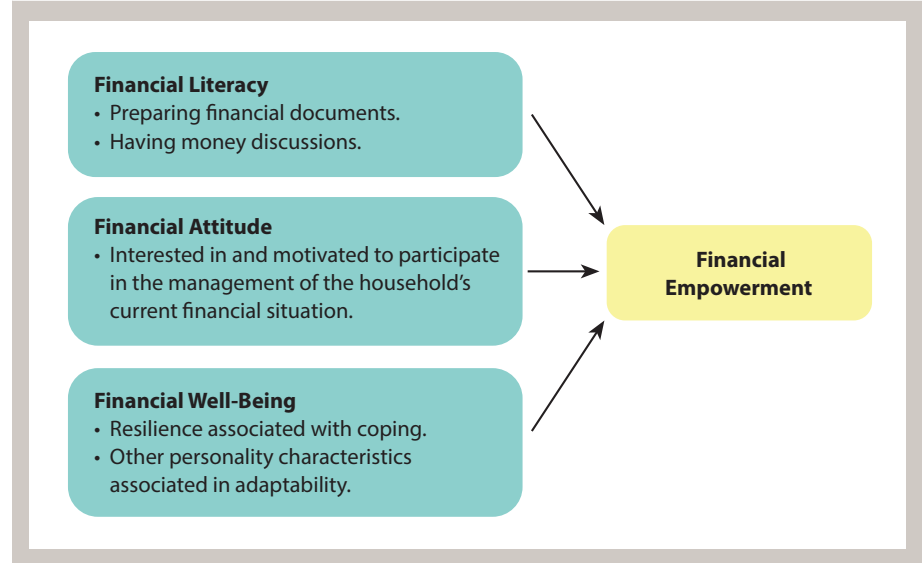 Financial Literacy
• Preparing financial documents.
• Having money discussions.
Financial Attitude
• Interested in and motivated to participate
in the management of the household's
current financial situation.
Financial Well-Being
• Resilience associated with coping.
• Other personality characteristics
associated in adaptability.
Financial
Empowerment